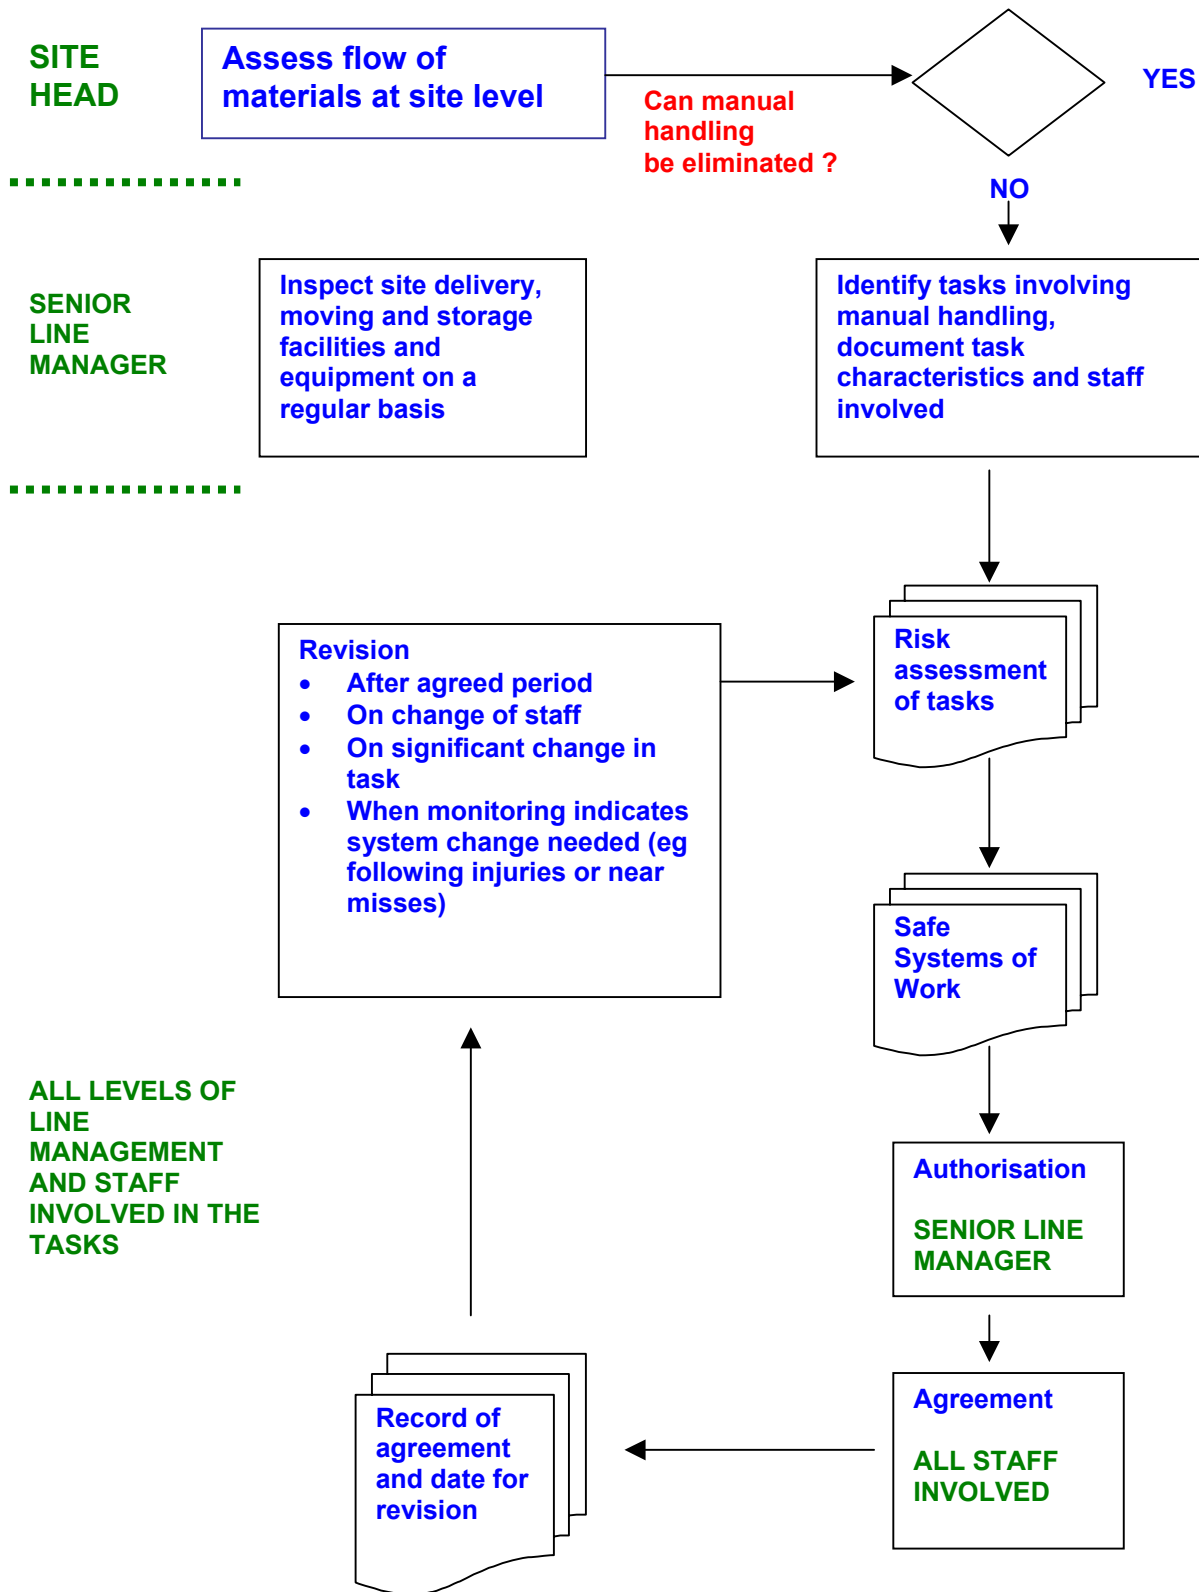 SITE
HEAD
Assess flow of
materials at site level
Can manual
handling
be eliminated ?
YES
NO
SENIOR
LINE
MANAGER
Inspect site delivery,
moving and storage
facilities and
equipment on a
regular basis
Identify tasks involving
manual handling,
document task
characteristics and staff
involved
Revision
• After agreed period
• On change of staff
• On significant change in
task
• When monitoring indicates
system change needed (eg
following injuries or near
misses)
Risk
assessment
of tasks
Safe
Systems of
Work
ALL LEVELS OF
LINE
MANAGEMENT
AND STAFF
INVOLVED IN THE
TASKS
Authorisation
SENIOR LINE
MANAGER
Agreement
ALL STAFF
INVOLVED
Record of
agreement
and date for
revision